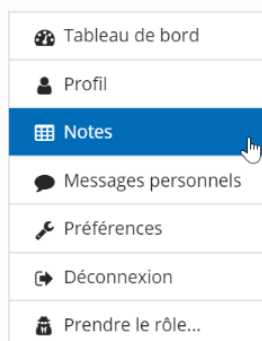 Tableau de bord
Profil
Notes
Messages personnels
Préférences
Déconnexion
Prendre le rôle...